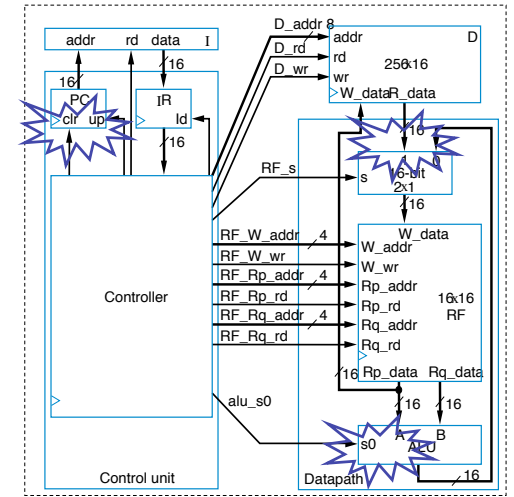 D_addr 8
addr rd data I
D_rd
D_wr
addr D
rd
256x16
wr
W_data R_data
16
16
PC
IR
clr up
ld
16
16
1 0
RF_s
s
16-bit
2x1
16
W_data
RF_W_addr 4
W_addr
RF_W_wr
W_wr
RF_Rp_addr 4
Rp_addr
Controller
RF_Rp_rd
Rp_rd
16x16
RF
RF_Rq_addr 4
Rq_addr
RF_Rq_rd
Rq_rd
16
Rp_data Rq_data
alu_s0
16
16
s0
A B
ALU
Control unit
Datapath
16